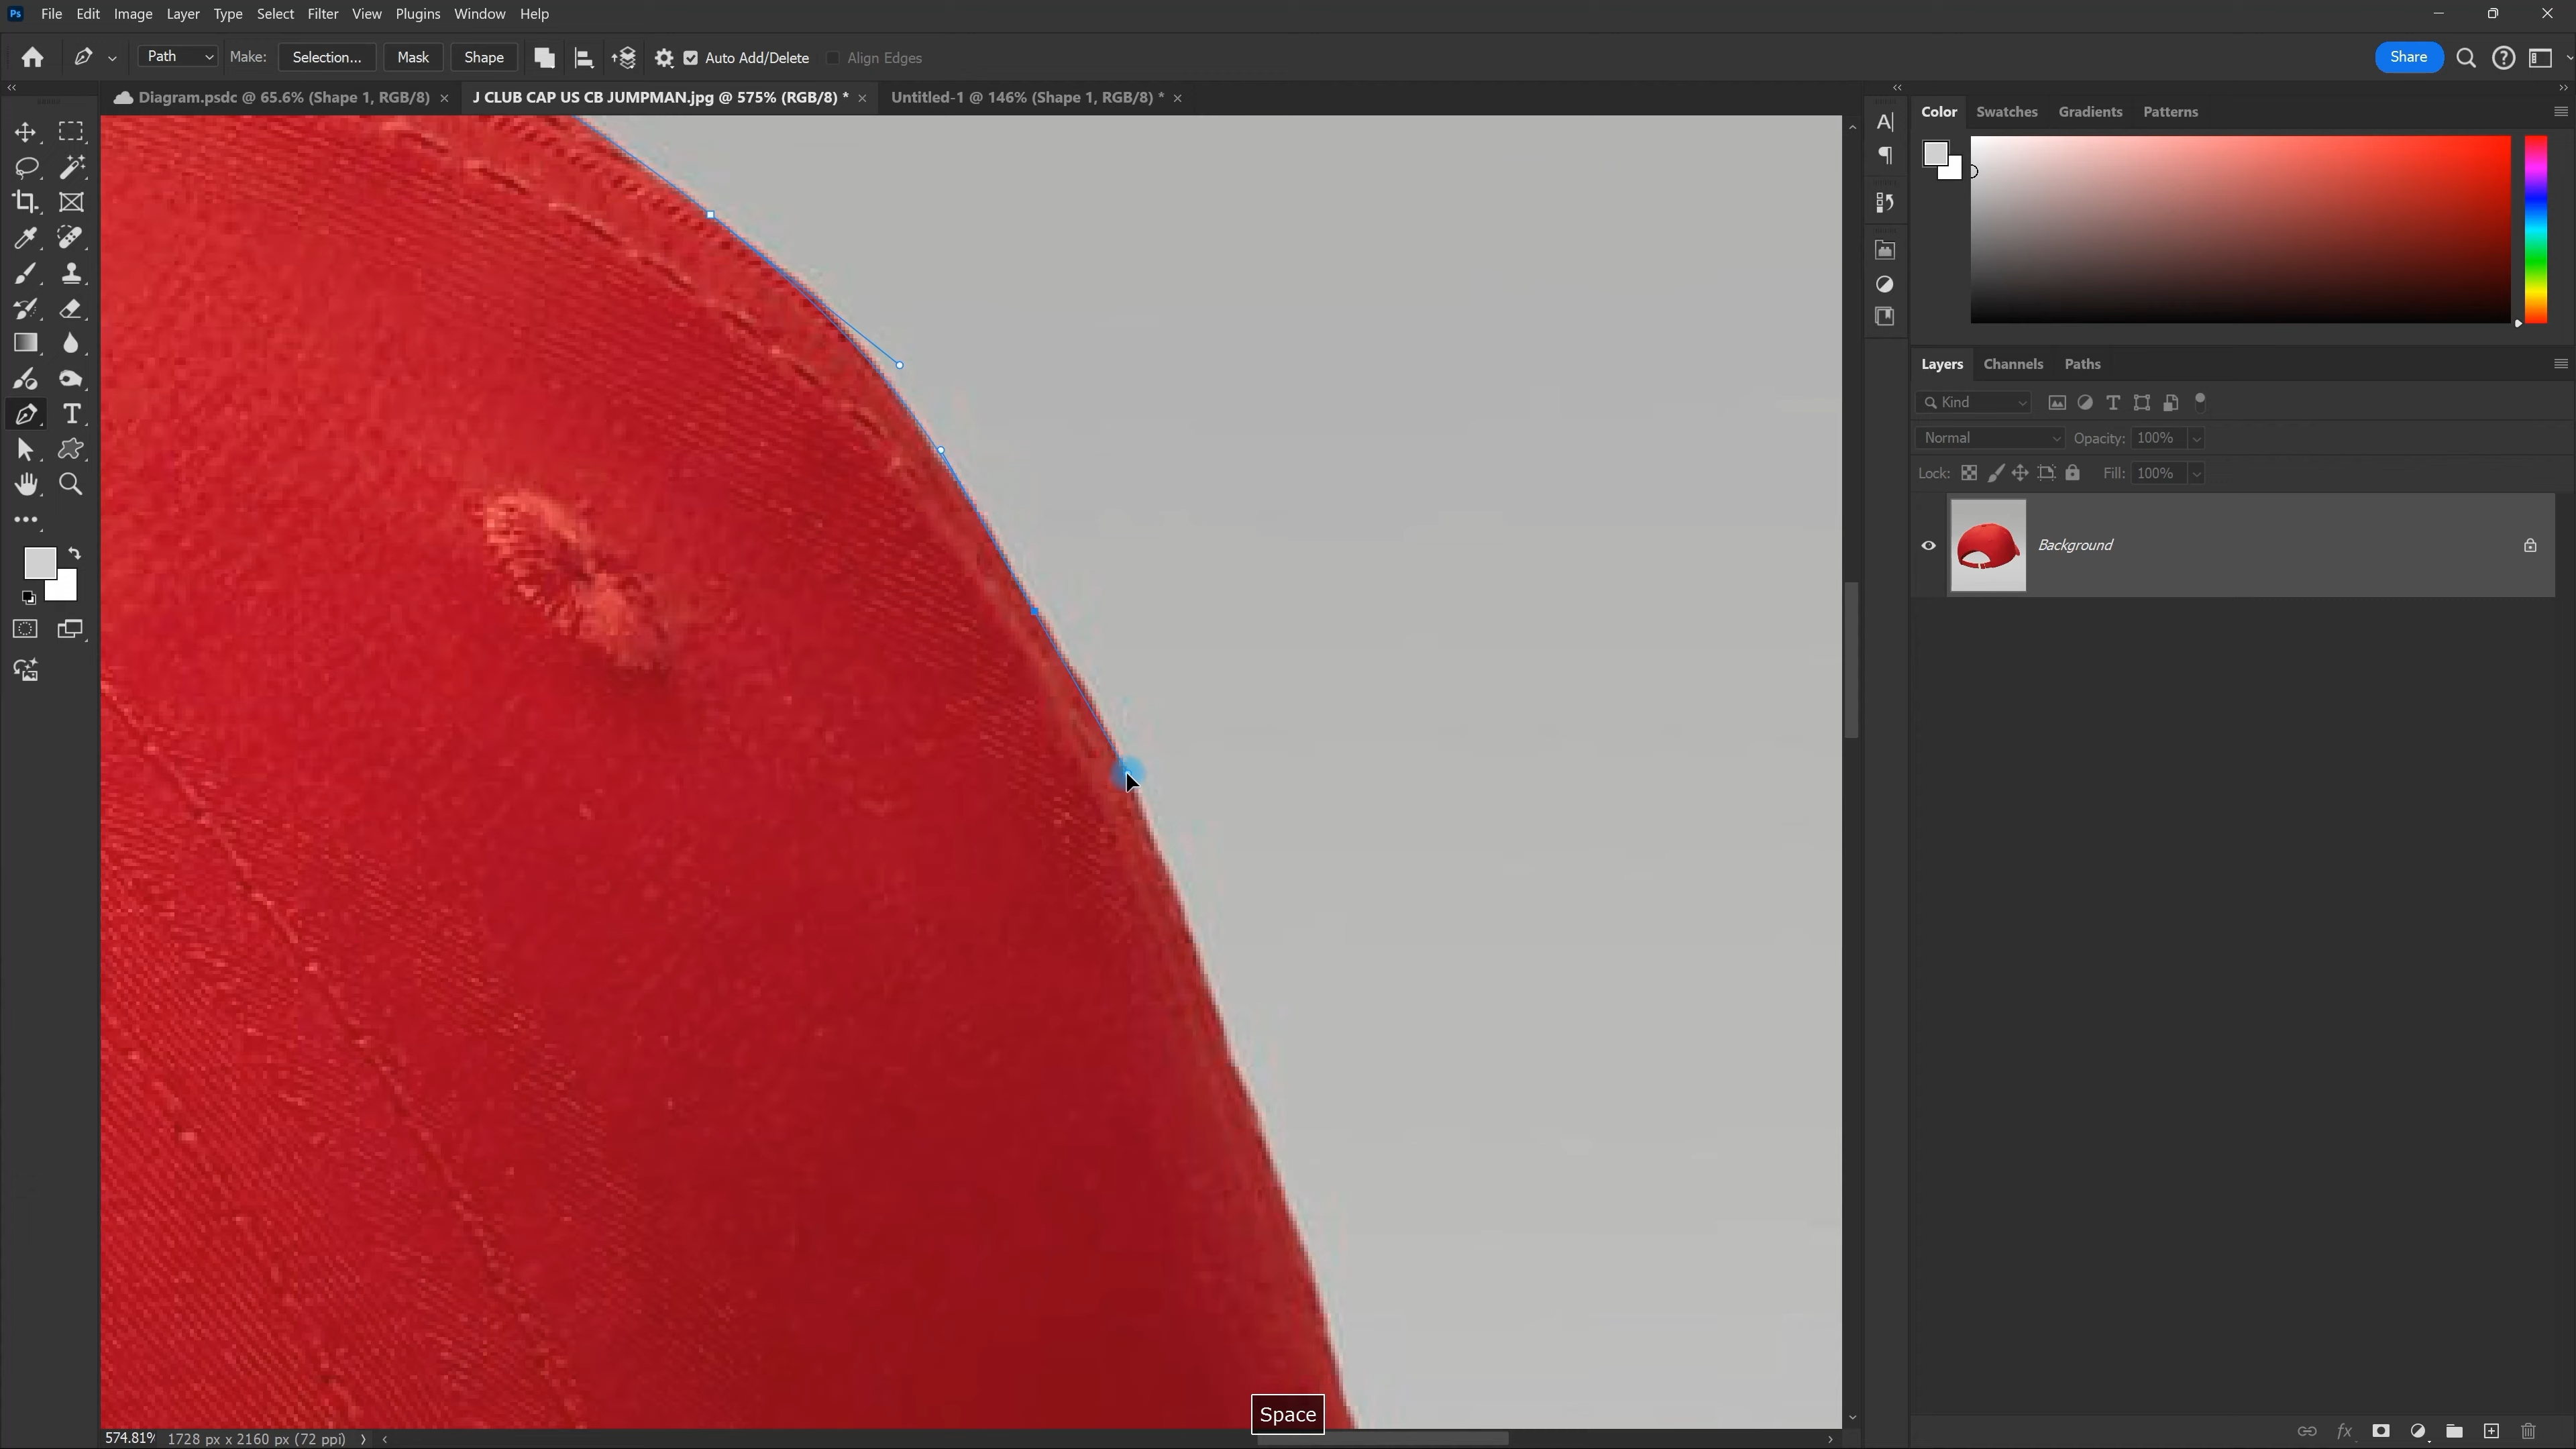 Ps File Edit Image Layer Type Select Filter View Plugins Window Help
Path Make: Selection... Mask Shape Auto Add/Delete Align Edges Share
Diagram.psdc @ 65.6% (Shape 1, RGB/8) × J CLUB CAP US CB JUMPMAN.jpg @ 575% (RGB/8) * × Untitled-1 @ 146% (Shape 1, RGB/8) * ×
Color Swatches Gradients Patterns
Layers Channels Paths
Kind
Normal Opacity: 100%
Lock: Fill: 100%
Background
Space
574.81% 1728 px x 2160 px (72 ppi)